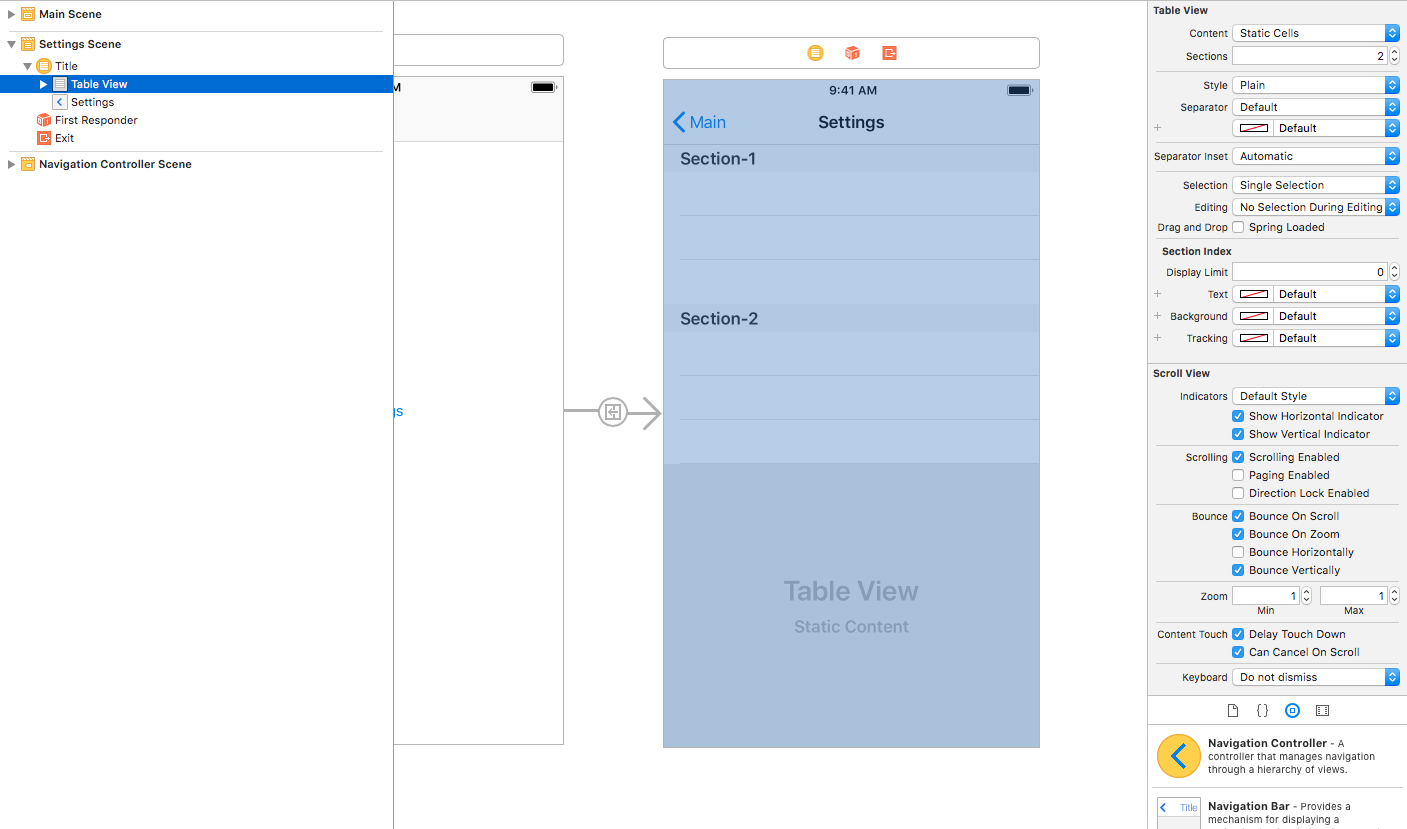 Main Scene
Settings Scene
Title
Table View
Settings
First Responder
Exit
Navigation Controller Scene
M
gs
9:41 AM
Main
Settings
Section-1
Section-2
Table View
Static Content
Table View
Content Static Cells
Sections 2
Style Plain
Separator Default
+ Default
Separator Inset Automatic
Selection Single Selection
Editing No Selection During Editing
Drag and Drop Spring Loaded
Section Index
Display Limit 0
+ Text Default
+ Background Default
+ Tracking Default
Scroll View
Indicators Default Style
Show Horizontal Indicator
Show Vertical Indicator
Scrolling Scrolling Enabled
Paging Enabled
Direction Lock Enabled
Bounce Bounce On Scroll
Bounce On Zoom
Bounce Horizontally
Bounce Vertically
Zoom 1 1
Min Max
Content Touch Delay Touch Down
Can Cancel On Scroll
Keyboard Do not dismiss
{ }
Navigation Controller - A
controller that manages navigation
through a hierarchy of views.
Title
Navigation Bar - Provides a
mechanism for displaying a